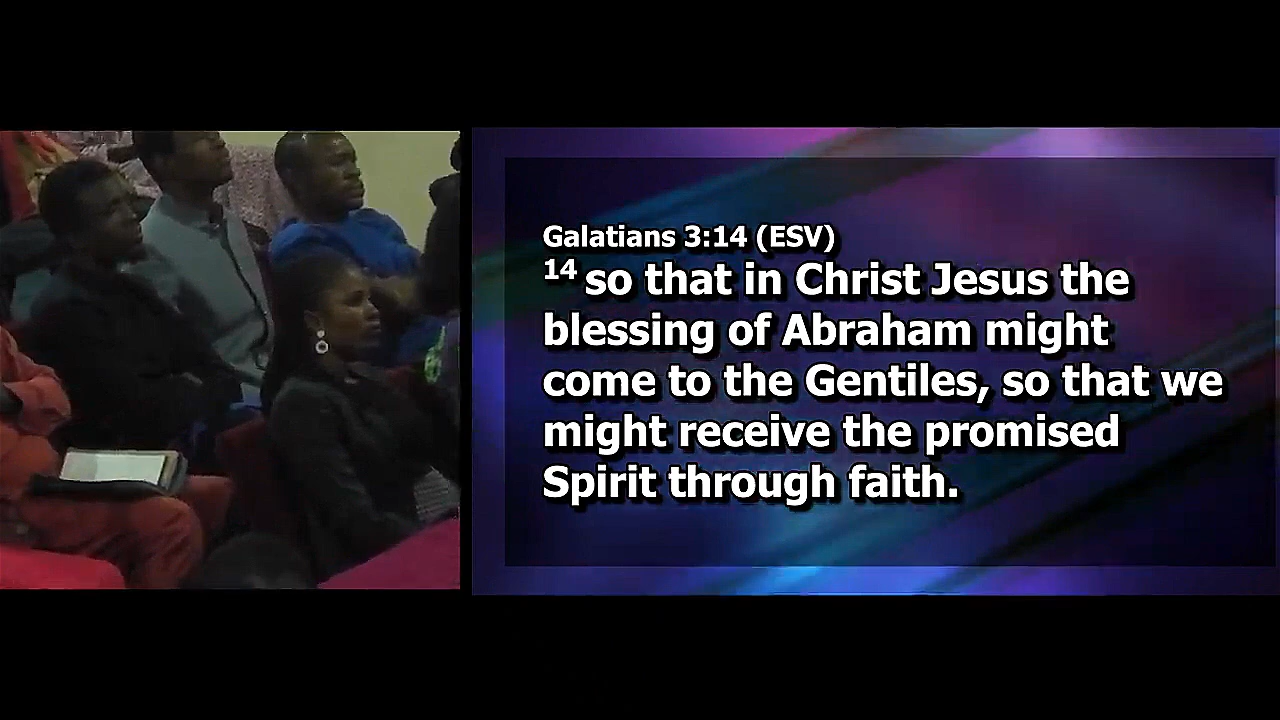 Galatians 3:14 (ESV)
14 so that in Christ Jesus the
blessing of Abraham might
come to the Gentiles, so that we
might receive the promised
Spirit through faith.